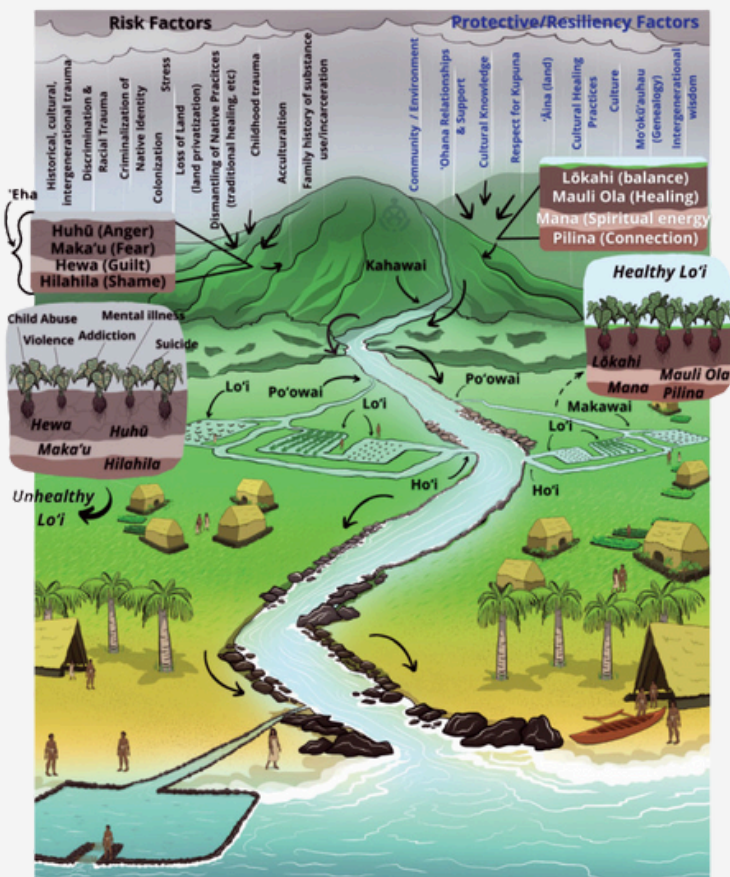 Risk Factors
Protective/Resiliency Factors
Historical, cultural,
intergenerational trauma
Discrimination &
Racial Trauma
Criminalization of
Native Identity
Colonization
Stress
Loss of Land
(land privatization)
Dismantling of Native Pracitces
(traditional healing, etc)
Childhood trauma
Acculturaltion
Family history of substance
use/incarceration
Community / Environment
'Ohana Relationships
& Support
Cultural Knowledge
Respect for Kupuna
'Āina (land)
Cultural Healing
Practices
Culture
Mo'okū'auhau
(Genealogy)
Intergenerational
wisdom
'Eha
Huhū (Anger)
Maka'u (Fear)
Hewa (Guilt)
Hilahila (Shame)
Lōkahi (balance)
Mauli Ola (Healing)
Mana (Spiritual energy
Pilina (Connection)
Kahawai
Healthy Lo'i
Lōkahi
Mauli Ola
Mana
Pilina
Child Abuse
Mental illness
Violence
Addiction
Suicide
Hewa
Huhū
Maka'u
Hilahila
Unhealthy
Lo'i
Lo'i
Po'owai
Lo'i
Po'owai
Makawai
Lo'i
Ho'i
Ho'i